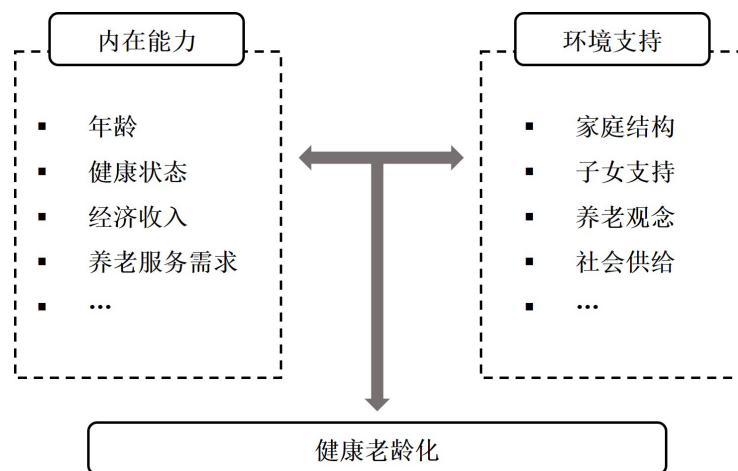 内在能力
▪ 年龄
▪ 健康状态
▪ 经济收入
▪ 养老服务需求
▪ …
环境支持
▪ 家庭结构
▪ 子女支持
▪ 养老观念
▪ 社会供给
▪ …
健康老龄化